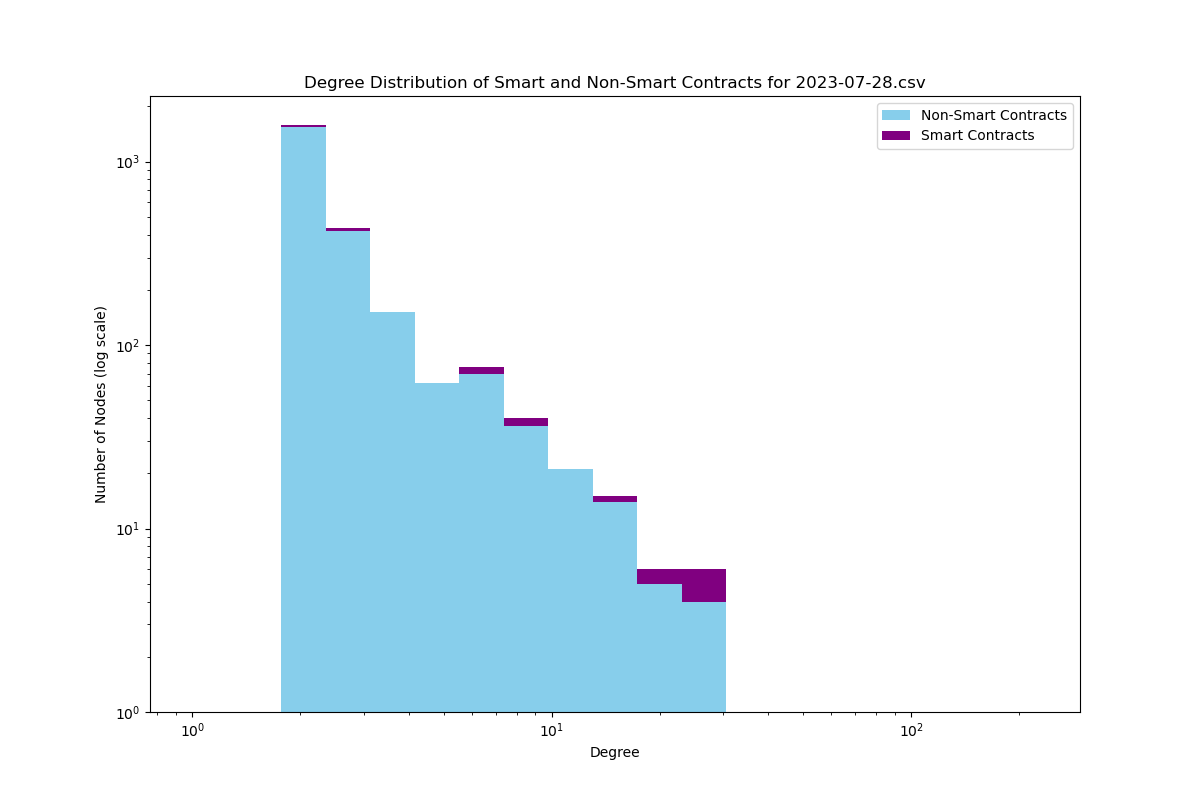 Degree Distribution of Smart and Non-Smart Contracts for 2023-07-28.csv
Non-Smart Contracts
Smart Contracts
Number of Nodes (log scale)
10³
10²
10¹
10⁰
10⁰ 10¹ 10²
Degree